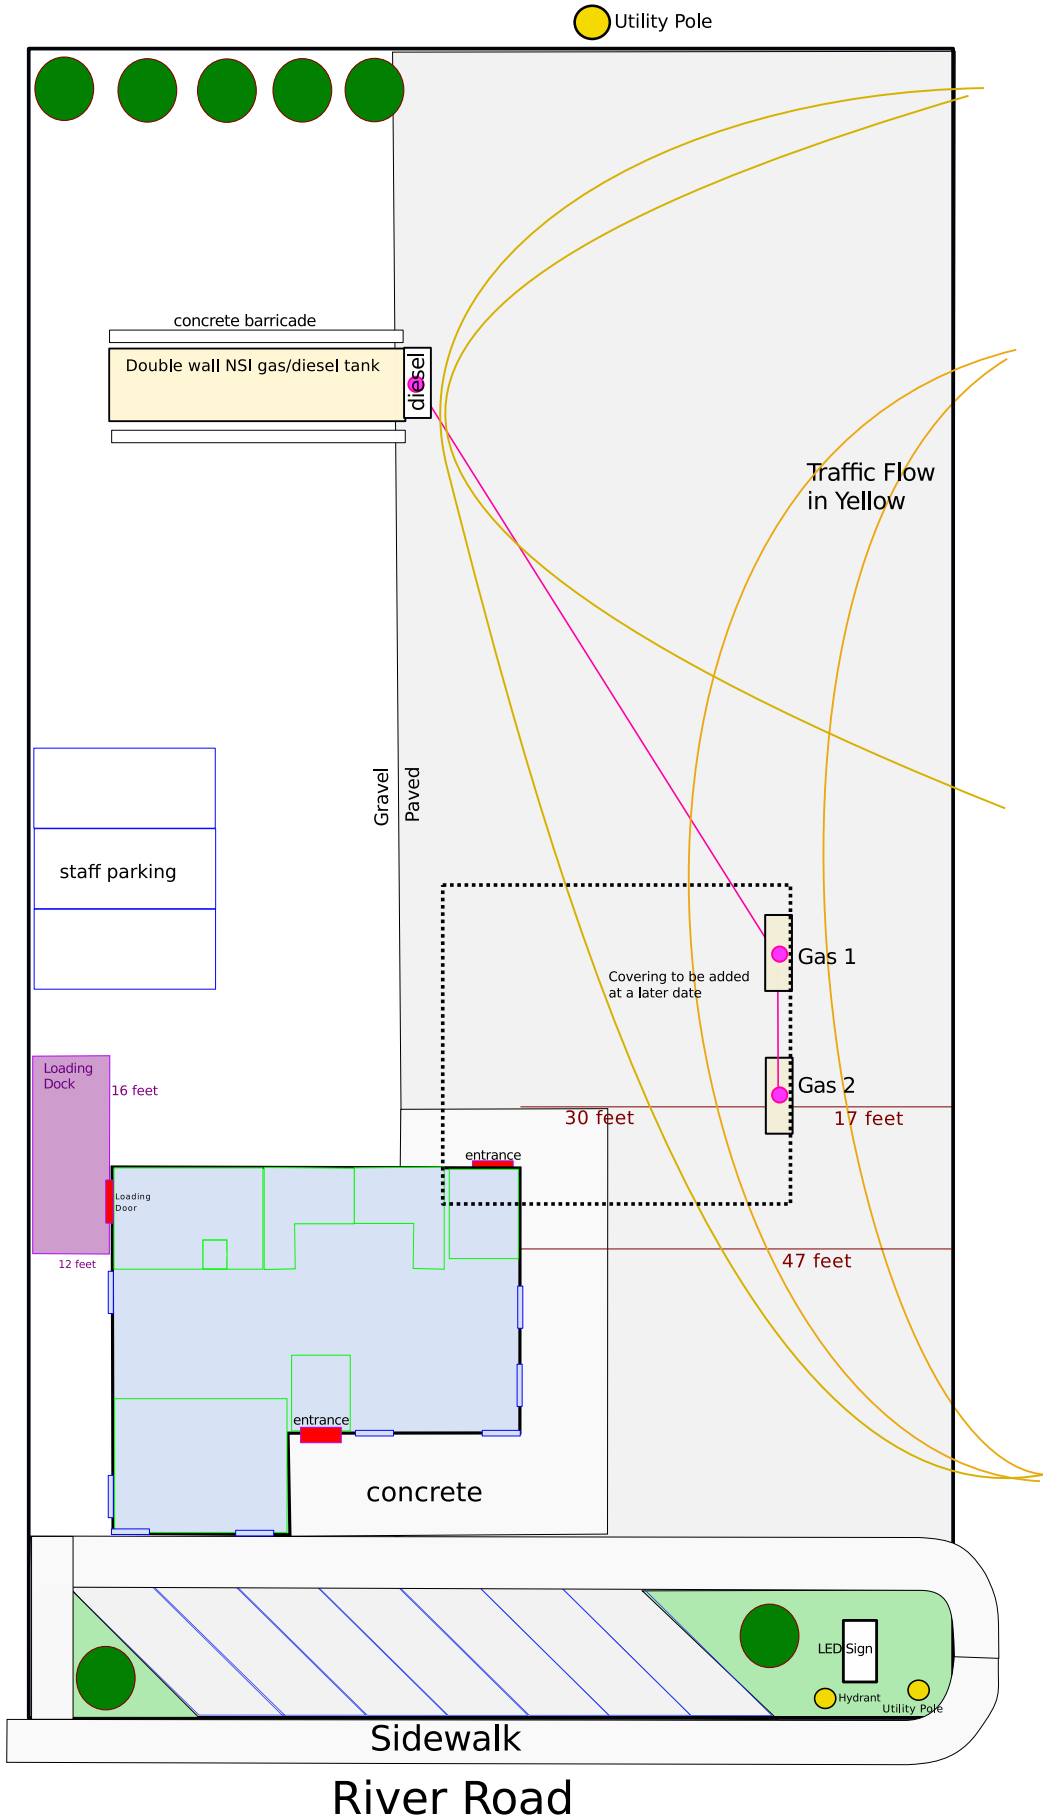 Utility Pole
concrete barricade
Double wall NSI gas/diesel tank
diesel
Traffic Flow
in Yellow
Gravel
Paved
staff parking
Gas 1
Covering to be added
at a later date
Loading
Dock
16 feet
Gas 2
30 feet
17 feet
entrance
Loading
Door
12 feet
47 feet
entrance
concrete
LED Sign
Hydrant
Utility Pole
Sidewalk
River Road